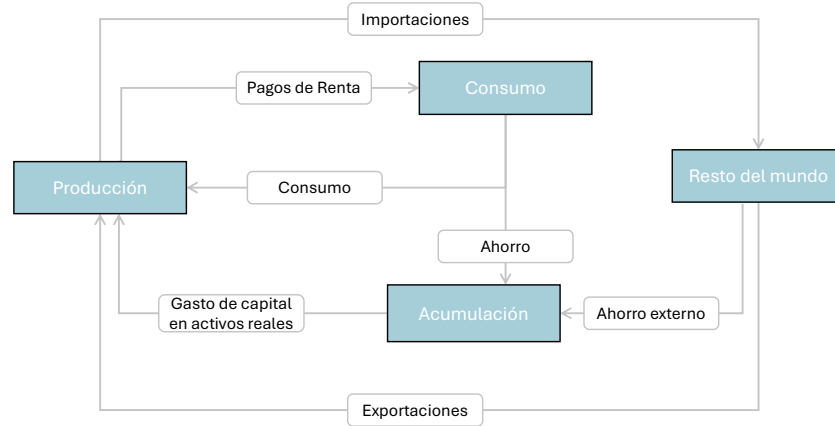 Importaciones
Pagos de Renta
Consumo
Producción
Consumo
Resto del mundo
Ahorro
Gasto de capital
en activos reales
Acumulación
Ahorro externo
Exportaciones